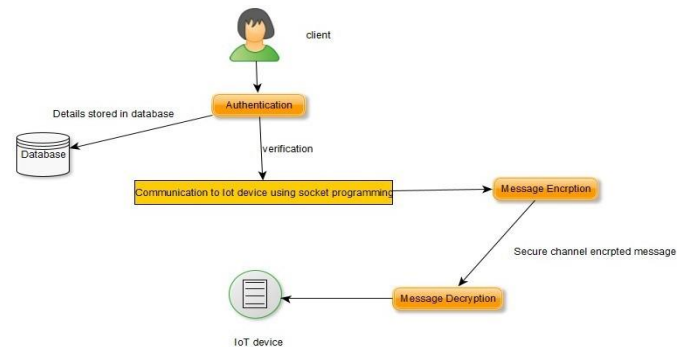 client
Authentication
Details stored in database
Database
verification
Communication to Iot device using socket programming
Message Encrption
Secure channel encrpted message
Message Decryption
IoT device